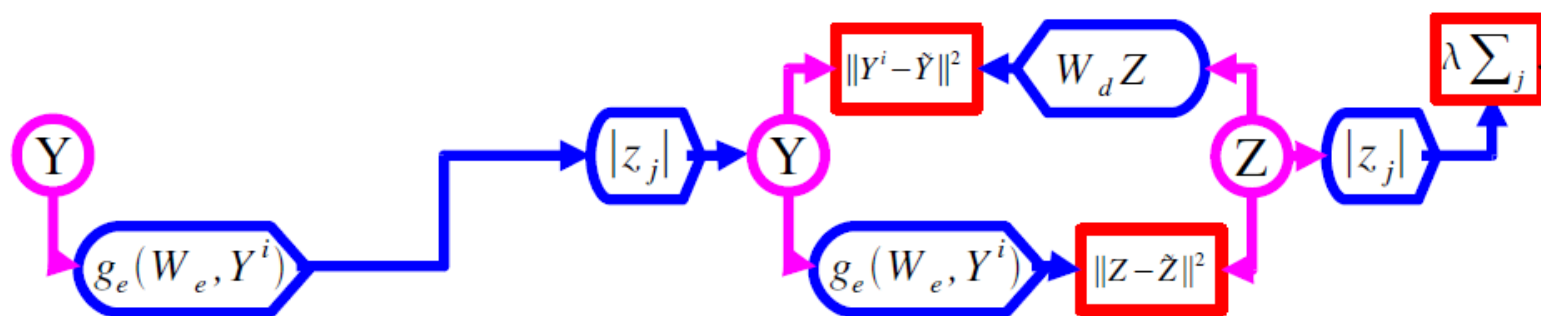 Y
g_e(W_e, Y^i)
|z_j|
Y
||Y^i − Ỹ||^2
W_d Z
g_e(W_e, Y^i)
||Z − Z̃||^2
Z
|z_j|
λ∑_j .